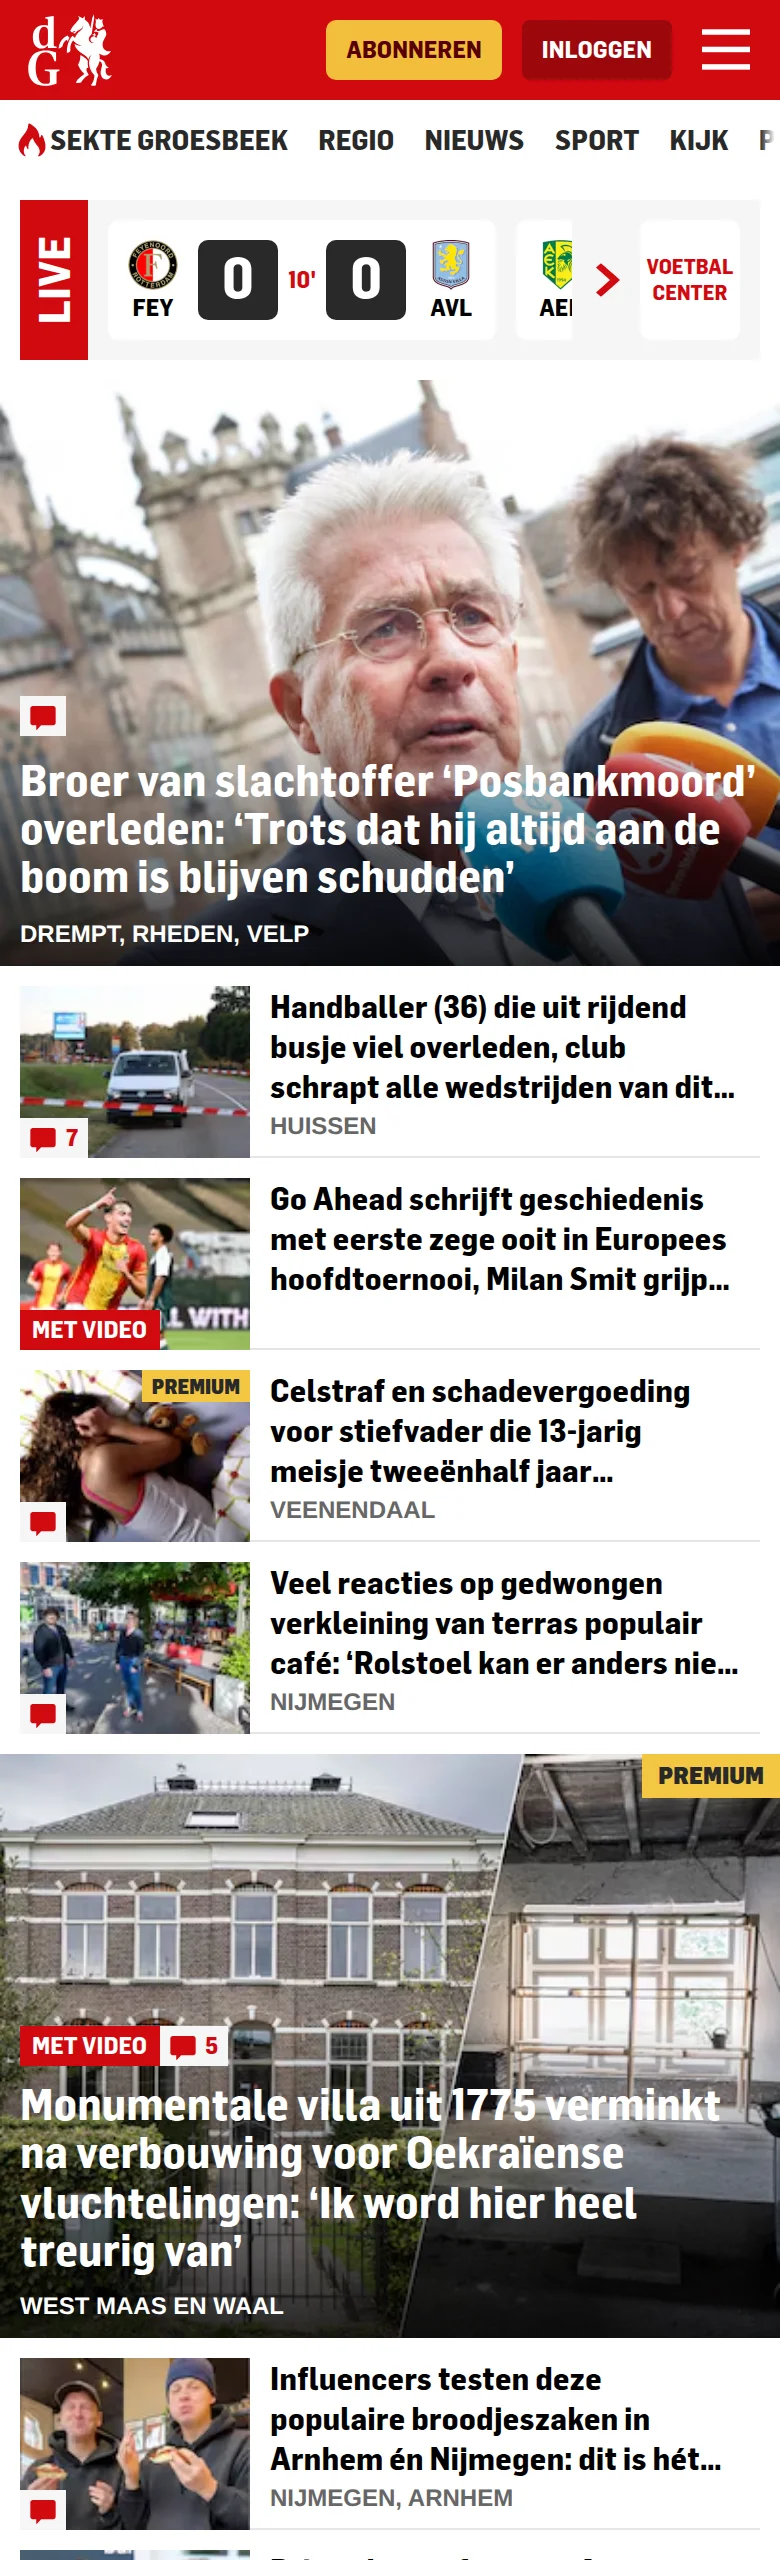 dG
ABONNEREN
INLOGGEN
SEKTE GROESBEEK
REGIO
NIEUWS
SPORT
KIJK
P
LIVE
FEY
0
10'
0
AVL
AEK
VOETBAL
CENTER
Broer van slachtoffer ‘Posbankmoord’
overleden: ‘Trots dat hij altijd aan de
boom is blijven schudden’
DREMPT, RHEDEN, VELP
Handballer (36) die uit rijdend
busje viel overleden, club
schrapt alle wedstrijden van dit...
HUISSEN
7
Go Ahead schrijft geschiedenis
met eerste zege ooit in Europees
hoofdtoernooi, Milan Smit grijp...
MET VIDEO
PREMIUM
Celstraf en schadevergoeding
voor stiefvader die 13-jarig
meisje tweeënhalf jaar...
VEENENDAAL
Veel reacties op gedwongen
verkleining van terras populair
café: ‘Rolstoel kan er anders nie...
NIJMEGEN
PREMIUM
MET VIDEO
5
Monumentale villa uit 1775 verminkt
na verbouwing voor Oekraïense
vluchtelingen: ‘Ik word hier heel
treurig van’
WEST MAAS EN WAAL
Influencers testen deze
populaire broodjeszaken in
Arnhem én Nijmegen: dit is hét...
NIJMEGEN, ARNHEM